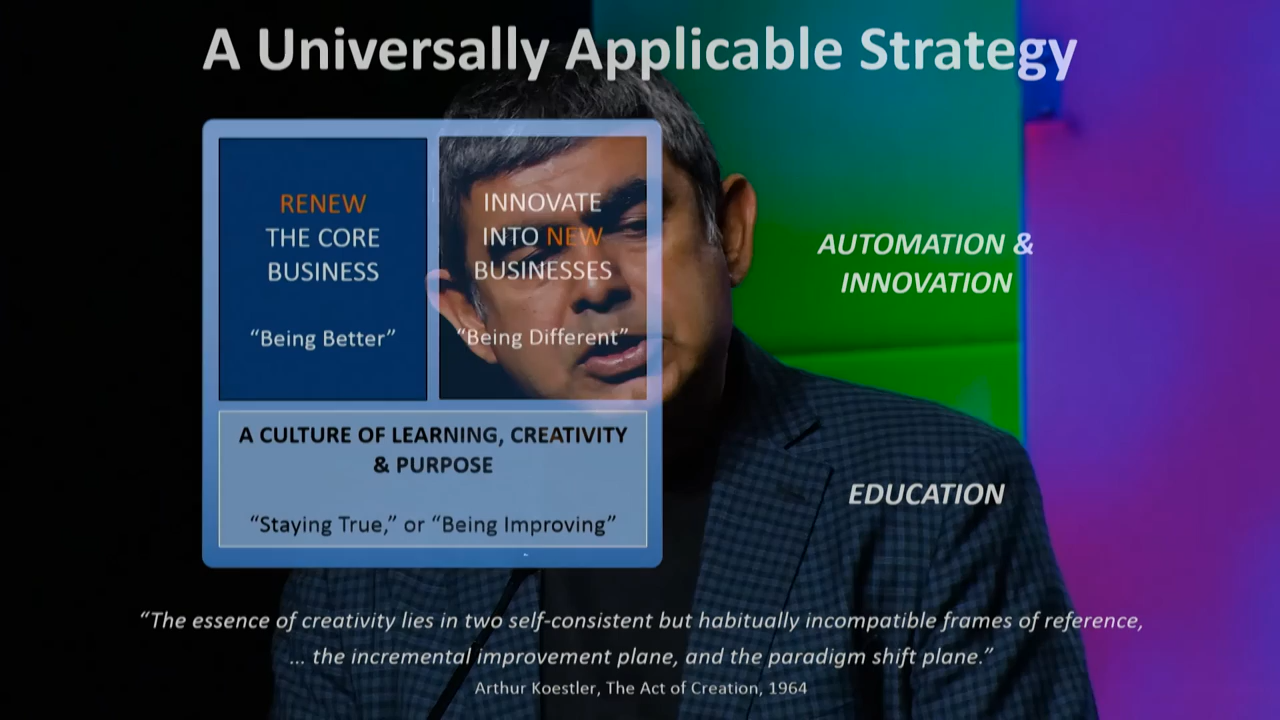 A Universally Applicable Strategy
RENEW
THE CORE
BUSINESS
“Being Better”
INNOVATE
INTO NEW
BUSINESSES
“Being Different”
AUTOMATION &
INNOVATION
A CULTURE OF LEARNING, CREATIVITY
& PURPOSE
“Staying True,” or “Being Improving”
EDUCATION
“The essence of creativity lies in two self-consistent but habitually incompatible frames of reference,
... the incremental improvement plane, and the paradigm shift plane.”
Arthur Koestler, The Act of Creation, 1964